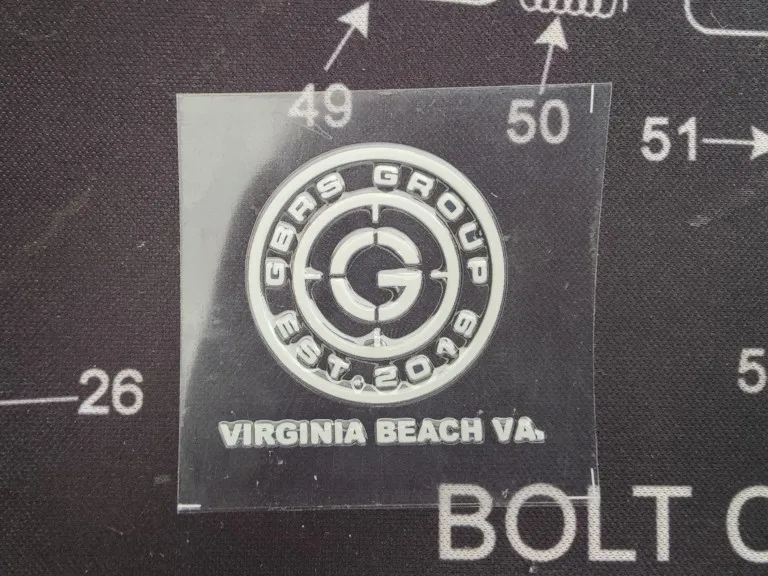 49
50
51
GBRS GROUP
G
EST. 2019
26
5
VIRGINIA BEACH VA.
BOLT C